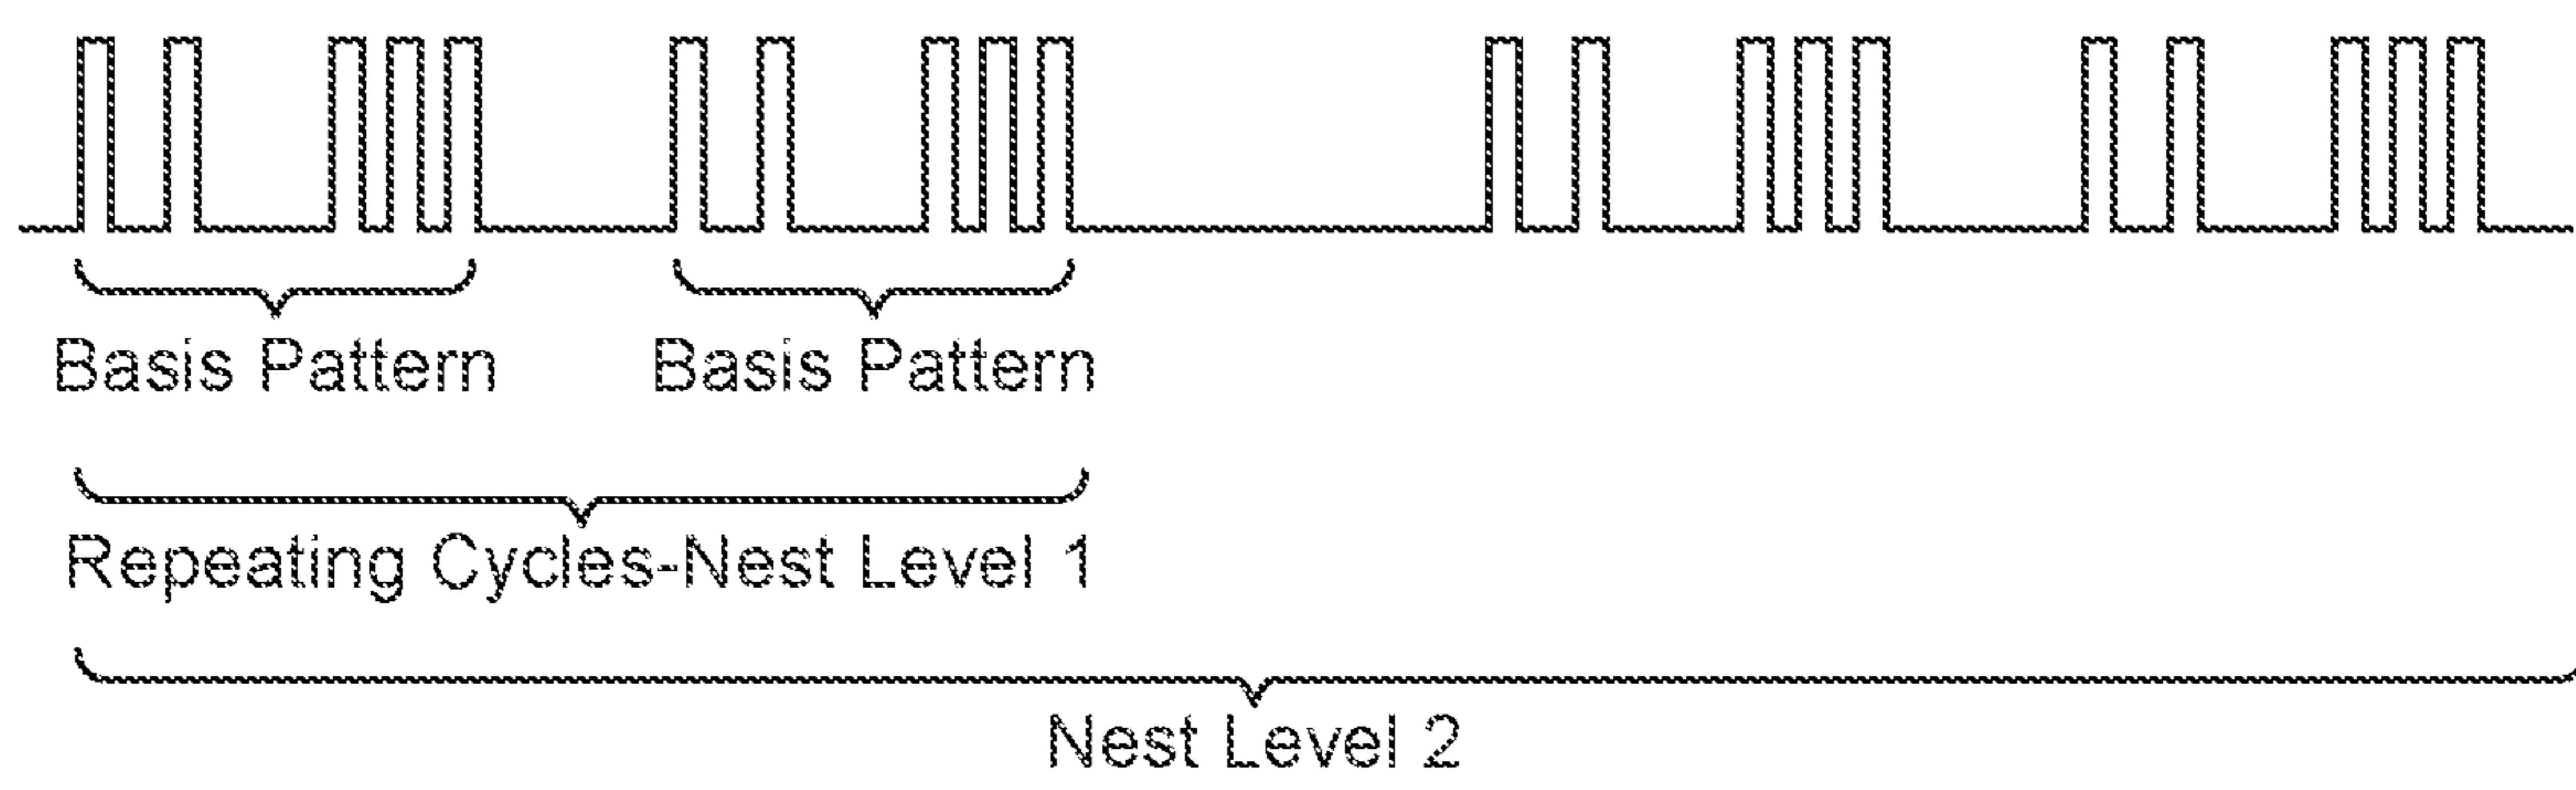 Basis Pattern Basis Pattern
Repeating Cycles-Nest Level 1
Nest Level 2